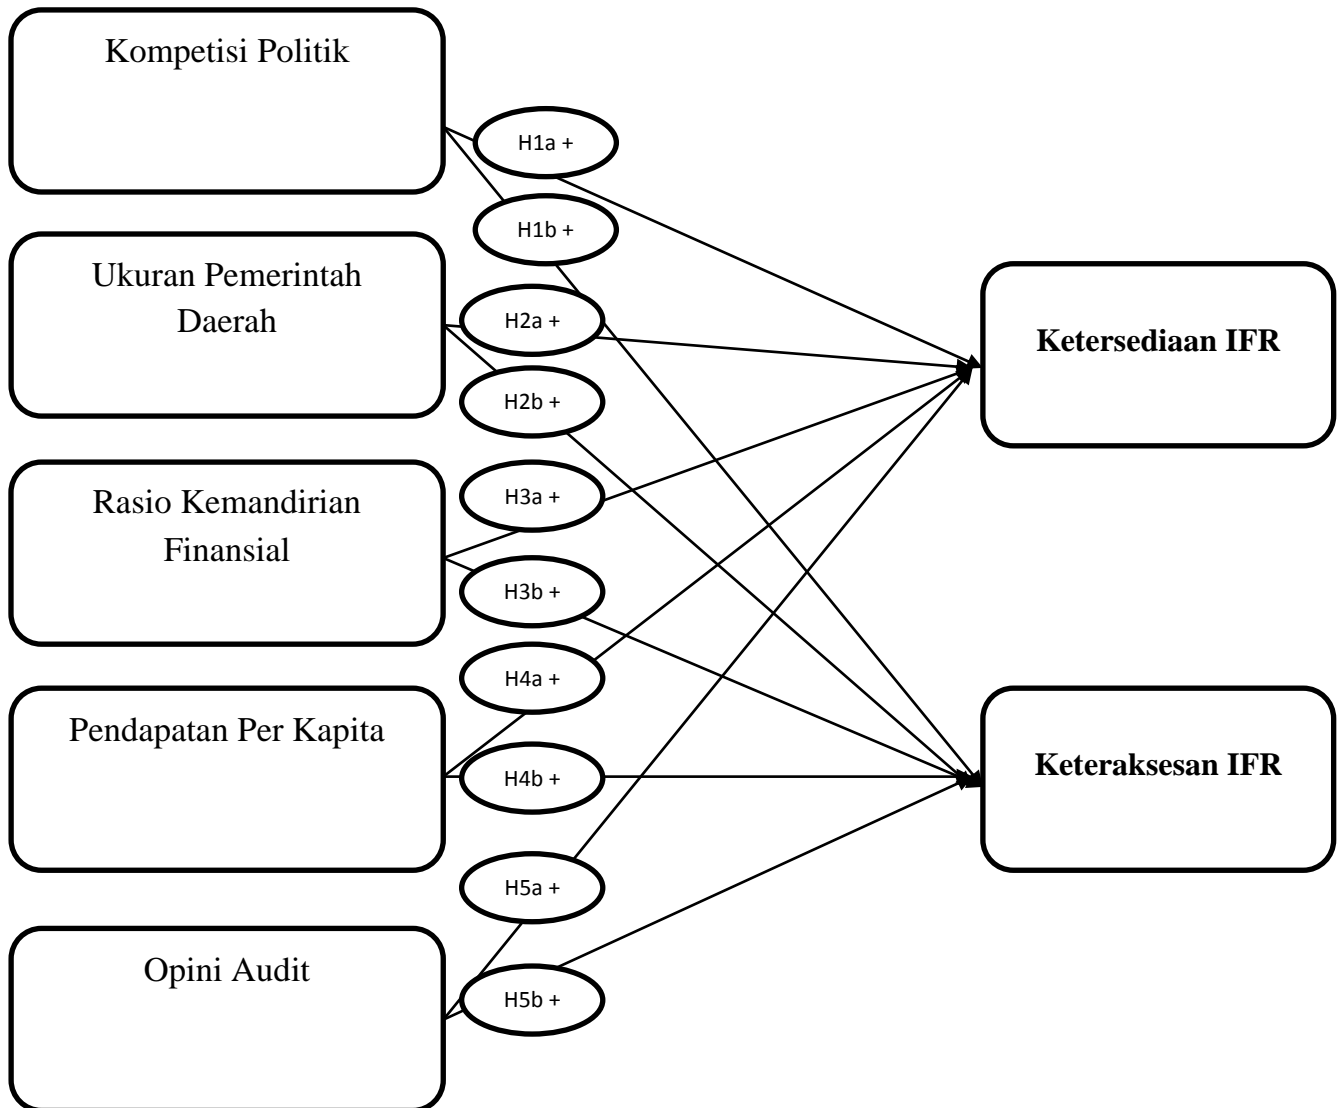 Kompetisi Politik
H1a +
H1b +
Ukuran Pemerintah
Daerah
H2a +
H2b +
Ketersediaan IFR
Rasio Kemandirian
Finansial
H3a +
H3b +
H4a +
Pendapatan Per Kapita
H4b +
Keteraksesan IFR
H5a +
Opini Audit
H5b +